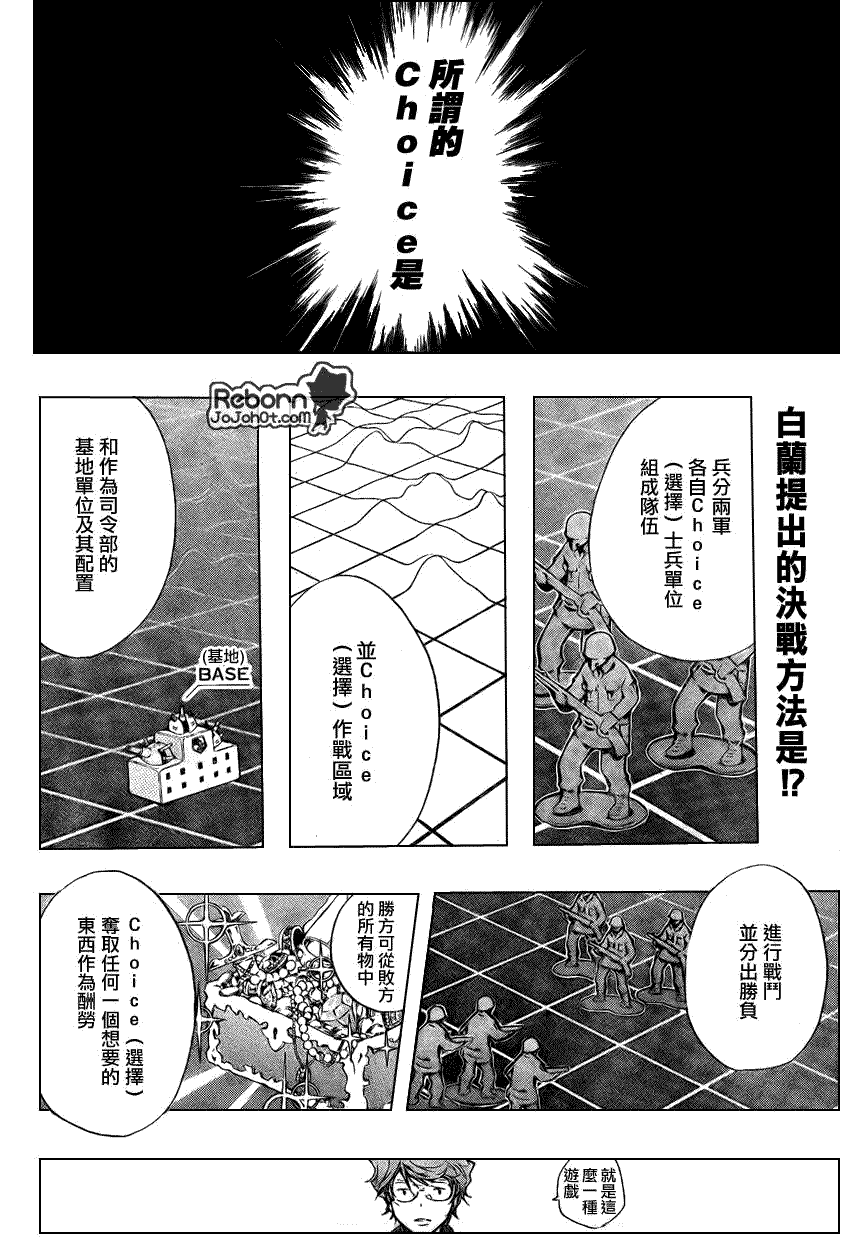 所謂的
Choice是
Reborn
JoJohOt.com
白蘭提出的決戰方法是!?
兵分兩軍
各自Choice
(選擇)士兵單位
組成隊伍
並Choice
(選擇)作戰區域
和作為司令部的
基地單位及其配置
(基地)
BASE
進行戰鬥
並分出勝負
勝方可從敗方
的所有物中
Choice(選擇)
奪取任何一個想要的
東西作為酬勞
就是這
麼一種
遊戲